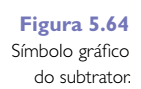 Figura 5.64
Símbolo gráfico
do subtrator.